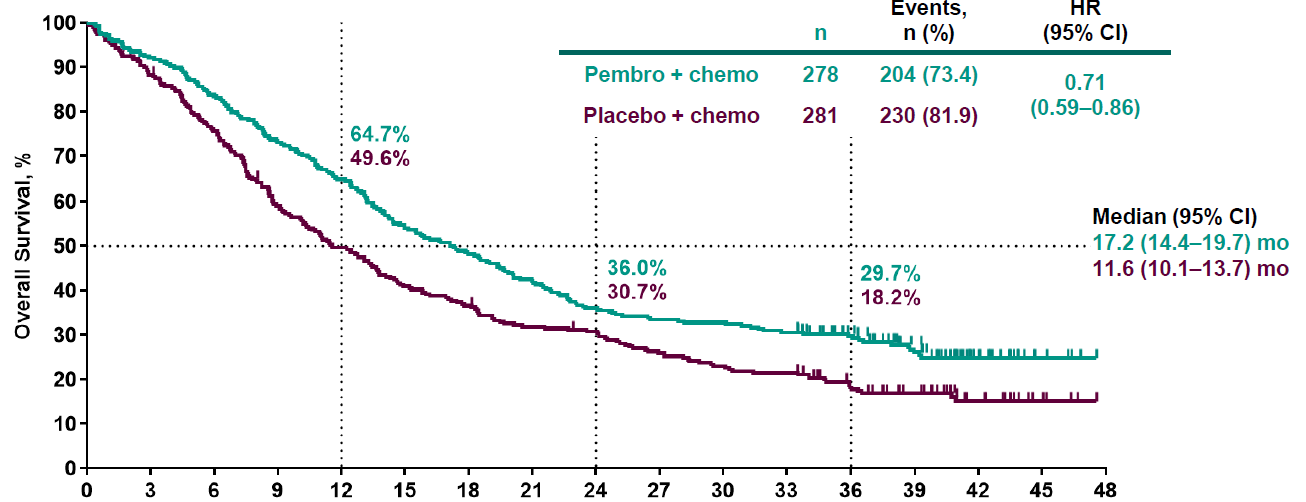 Events, HR
n n (%) (95% CI)
Pembro + chemo 278 204 (73.4) 0.71
(0.59–0.86)
Placebo + chemo 281 230 (81.9)
64.7%
49.6%
36.0%
30.7%
29.7%
18.2%
Median (95% CI)
17.2 (14.4–19.7) mo
11.6 (10.1–13.7) mo
Overall Survival, %
100
90
80
70
60
50
40
30
20
10
0
0 3 6 9 12 15 18 21 24 27 30 33 36 39 42 45 48